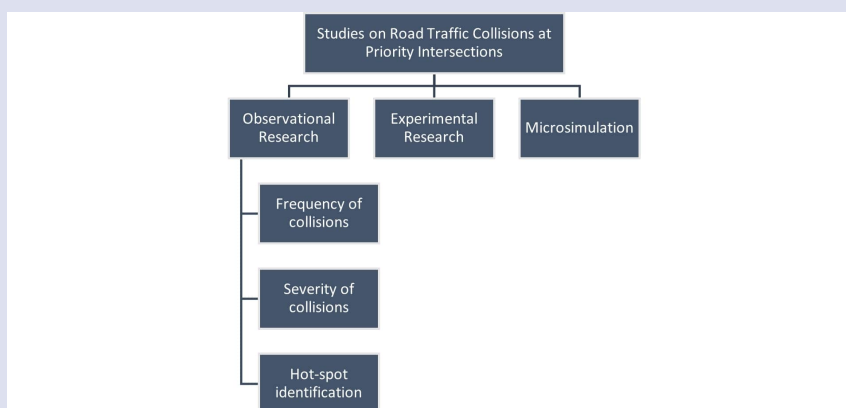 Studies on Road Traffic Collisions at
Priority Intersections
Observational
Research
Experimental
Research
Microsimulation
Frequency of
collisions
Severity of
collisions
Hot-spot
identification